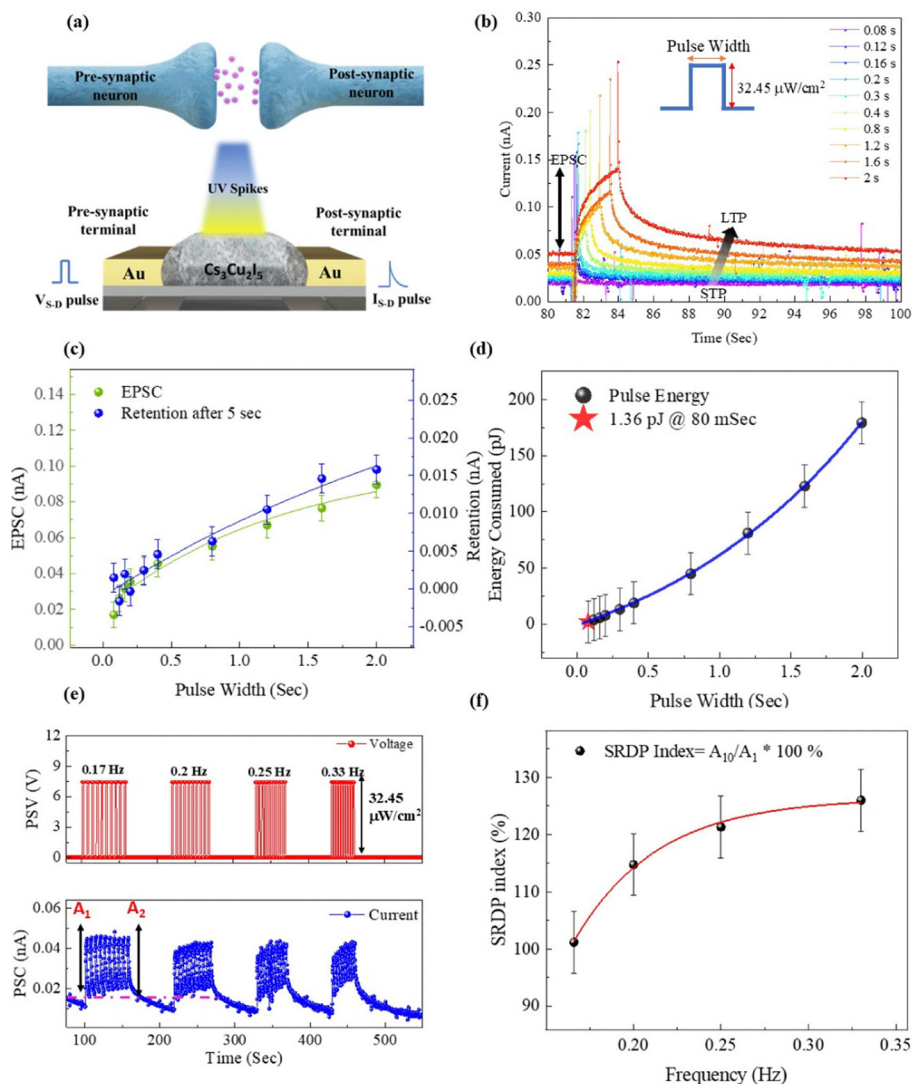 (a)
Pre-synaptic
neuron
Post-synaptic
neuron
UV Spikes
Pre-synaptic
terminal
Post-synaptic
terminal
Au
Cs₃Cu₂I₅
Au
V_S-D pulse
I_S-D pulse
(b)
Current (nA)
0.30
0.25
0.20
0.15
0.10
0.05
0.00
Pulse Width
32.45 μW/cm²
0.08 s
0.12 s
0.16 s
0.2 s
0.3 s
0.4 s
0.8 s
1.2 s
1.6 s
2 s
EPSC
LTP
STP
80 82 84 86 88 90 92 94 96 98 100
Time (Sec)
(c)
EPSC
Retention after 5 sec
EPSC (nA)
0.14
0.12
0.10
0.08
0.06
0.04
0.02
0.00
Retention (nA)
0.025
0.020
0.015
0.010
0.005
0.000
-0.005
0.0 0.5 1.0 1.5 2.0
Pulse Width (Sec)
(d)
Pulse Energy
1.36 pJ @ 80 mSec
Energy Consumed (pJ)
200
150
100
50
0
0.0 0.5 1.0 1.5 2.0
Pulse Width (Sec)
(e)
Voltage
PSV (V)
12
9
6
3
0
0.17 Hz 0.2 Hz 0.25 Hz 0.33 Hz
32.45
μW/cm²
Current
PSC (nA)
0.06
0.04
0.02
A₁
A₂
100 200 300 400 500
Time (Sec)
(f)
SRDP Index= A₁₀/A₁ * 100 %
SRDP index (%)
130
120
110
100
90
0.20 0.25 0.30
Frequency (Hz)